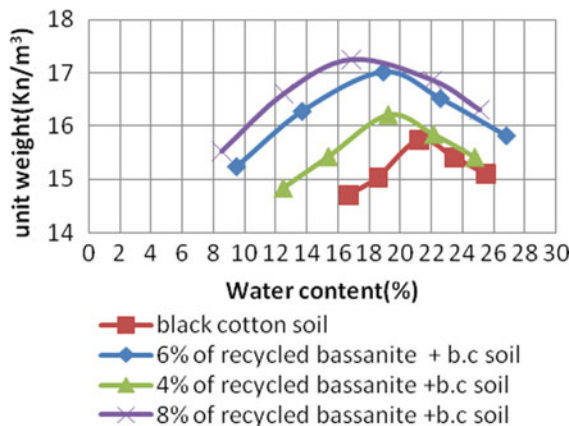 18
17
16
15
14
unit weight(Kn/m³)
0 2 4 6 8 10 12 14 16 18 20 22 24 26 28 30
Water content(%)
black cotton soil
6% of recycled bassanite + b.c soil
4% of recycled bassanite +b.c soil
8% of recycled bassanite +b.c soil